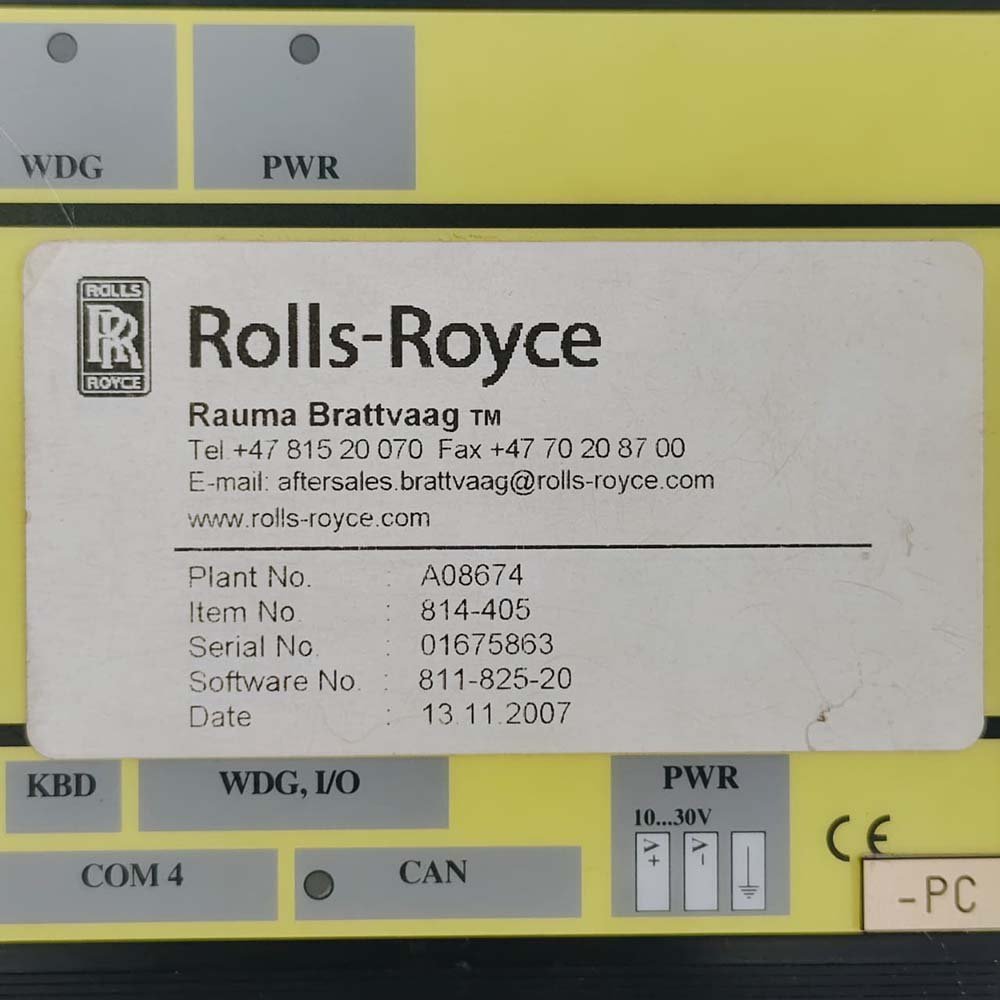 WDG
PWR
ROLLS
RR
ROYCE
Rolls-Royce
Rauma Brattvaag TM
Tel +47 815 20 070 Fax +47 70 20 87 00
E-mail: aftersales.brattvaag@rolls-royce.com
www.rolls-royce.com
Plant No. : A08674
Item No. : 814-405
Serial No. : 01675863
Software No. : 811-825-20
Date : 13.11.2007
KBD
WDG, I/O
PWR
10...30V
V+
V-
COM 4
CAN
CE
-PC